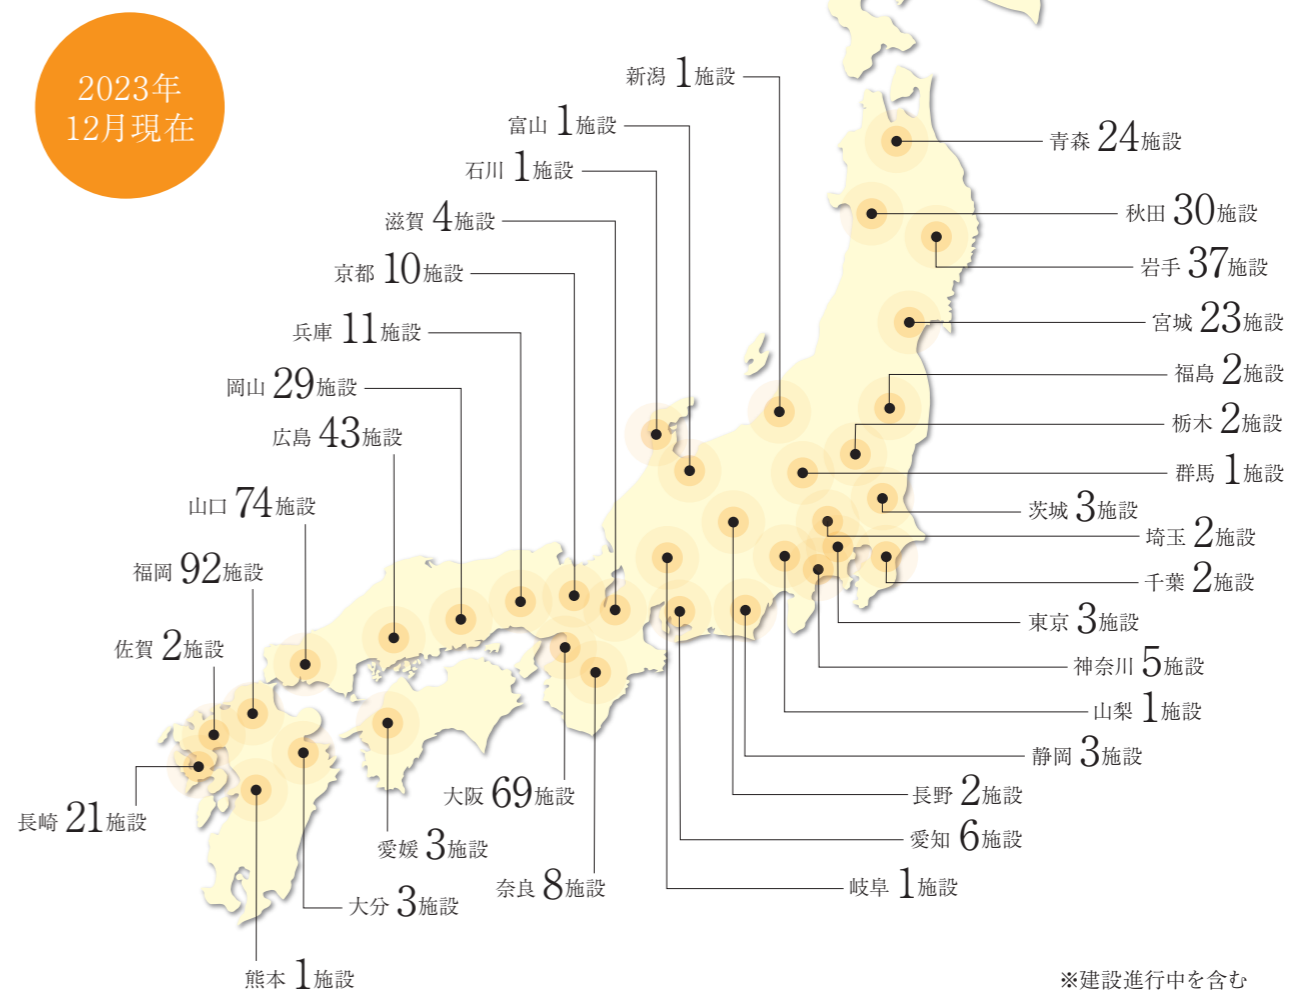 2023年
12月現在
新潟 1施設
富山 1施設
石川 1施設
滋賀 4施設
京都 10施設
兵庫 11施設
岡山 29施設
広島 43施設
山口 74施設
福岡 92施設
佐賀 2施設
長崎 21施設
熊本 1施設
大分 3施設
愛媛 3施設
大阪 69施設
奈良 8施設
青森 24施設
秋田 30施設
岩手 37施設
宮城 23施設
福島 2施設
栃木 2施設
群馬 1施設
茨城 3施設
埼玉 2施設
千葉 2施設
東京 3施設
神奈川 5施設
山梨 1施設
静岡 3施設
長野 2施設
愛知 6施設
岐阜 1施設
※建設進行中を含む